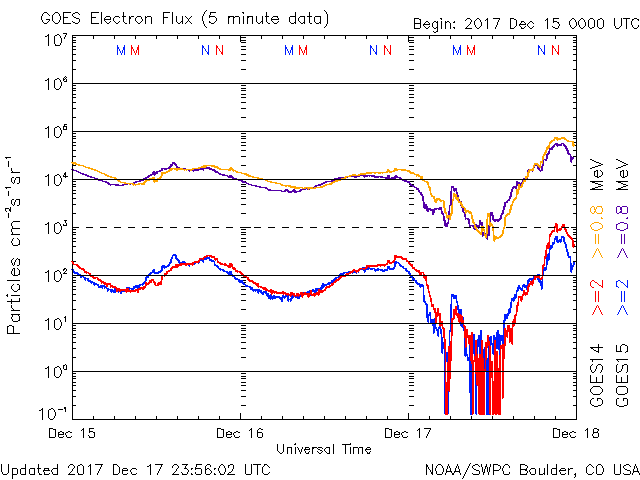 GOES Electron Flux (5 minute data)
Begin: 2017 Dec 15 0000 UTC
10⁷
M M N N M M N N M M N N
10⁶
10⁵
10⁴
10³
10²
10¹
10⁰
10⁻¹
Particles cm⁻²s⁻¹sr⁻¹
GOES14 >=2 >=0.8 MeV
GOES15 >=2 >=0.8 MeV
Dec 15 Dec 16 Dec 17 Dec 18
Universal Time
Updated 2017 Dec 17 23:56:02 UTC
NOAA/SWPC Boulder, CO USA